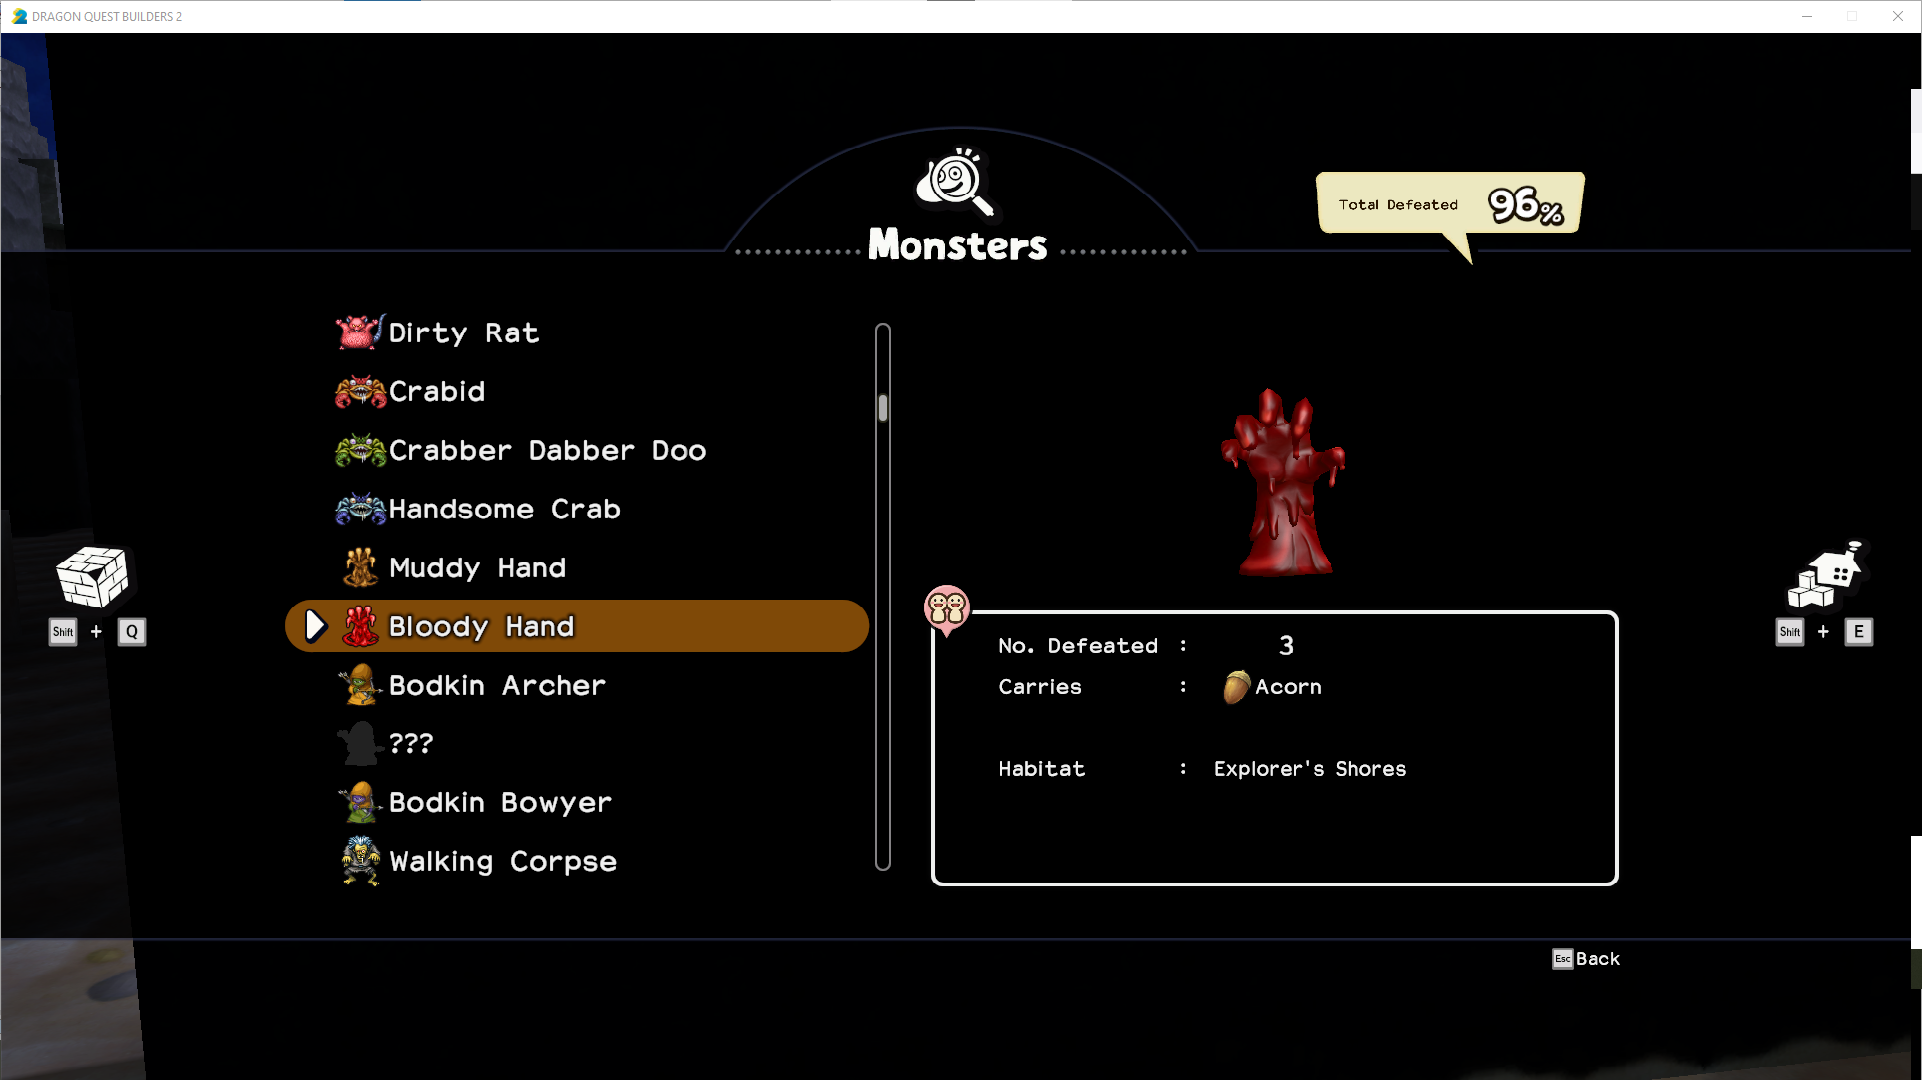 DRAGON QUEST BUILDERS 2
Total Defeated 96%
Monsters
Dirty Rat
Crabid
Crabber Dabber Doo
Handsome Crab
Muddy Hand
Bloody Hand
Bodkin Archer
???
Bodkin Bowyer
Walking Corpse
No. Defeated : 3
Carries : Acorn
Habitat : Explorer's Shores
Shift + Q
Shift + E
Esc Back